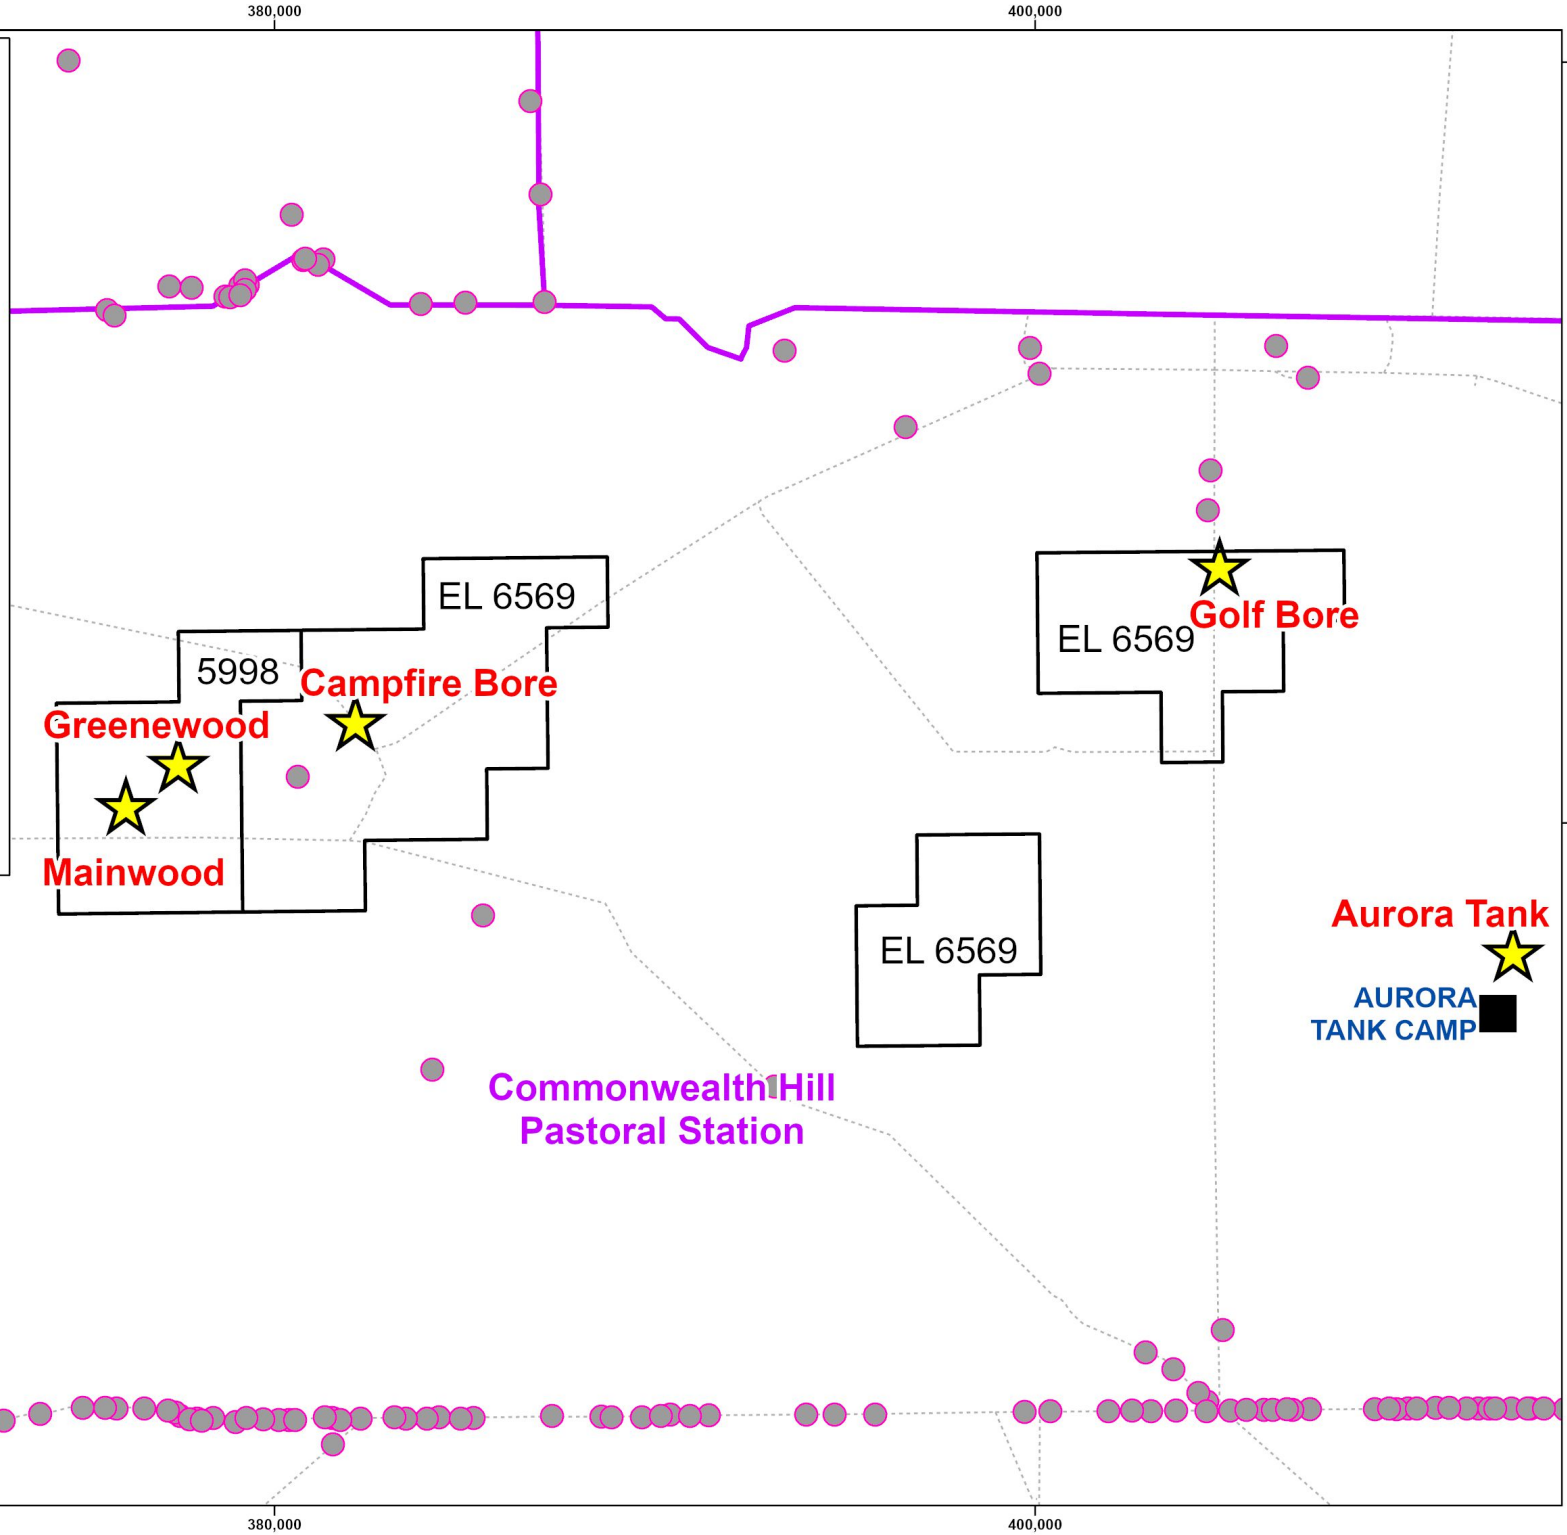 380,000
400,000
EL 6569
Golf Bore
EL 6569
5998
Campfire Bore
Greenewood
Mainwood
Aurora Tank
EL 6569
AURORA
TANK CAMP
Commonwealth Hill
Pastoral Station
380,000
400,000